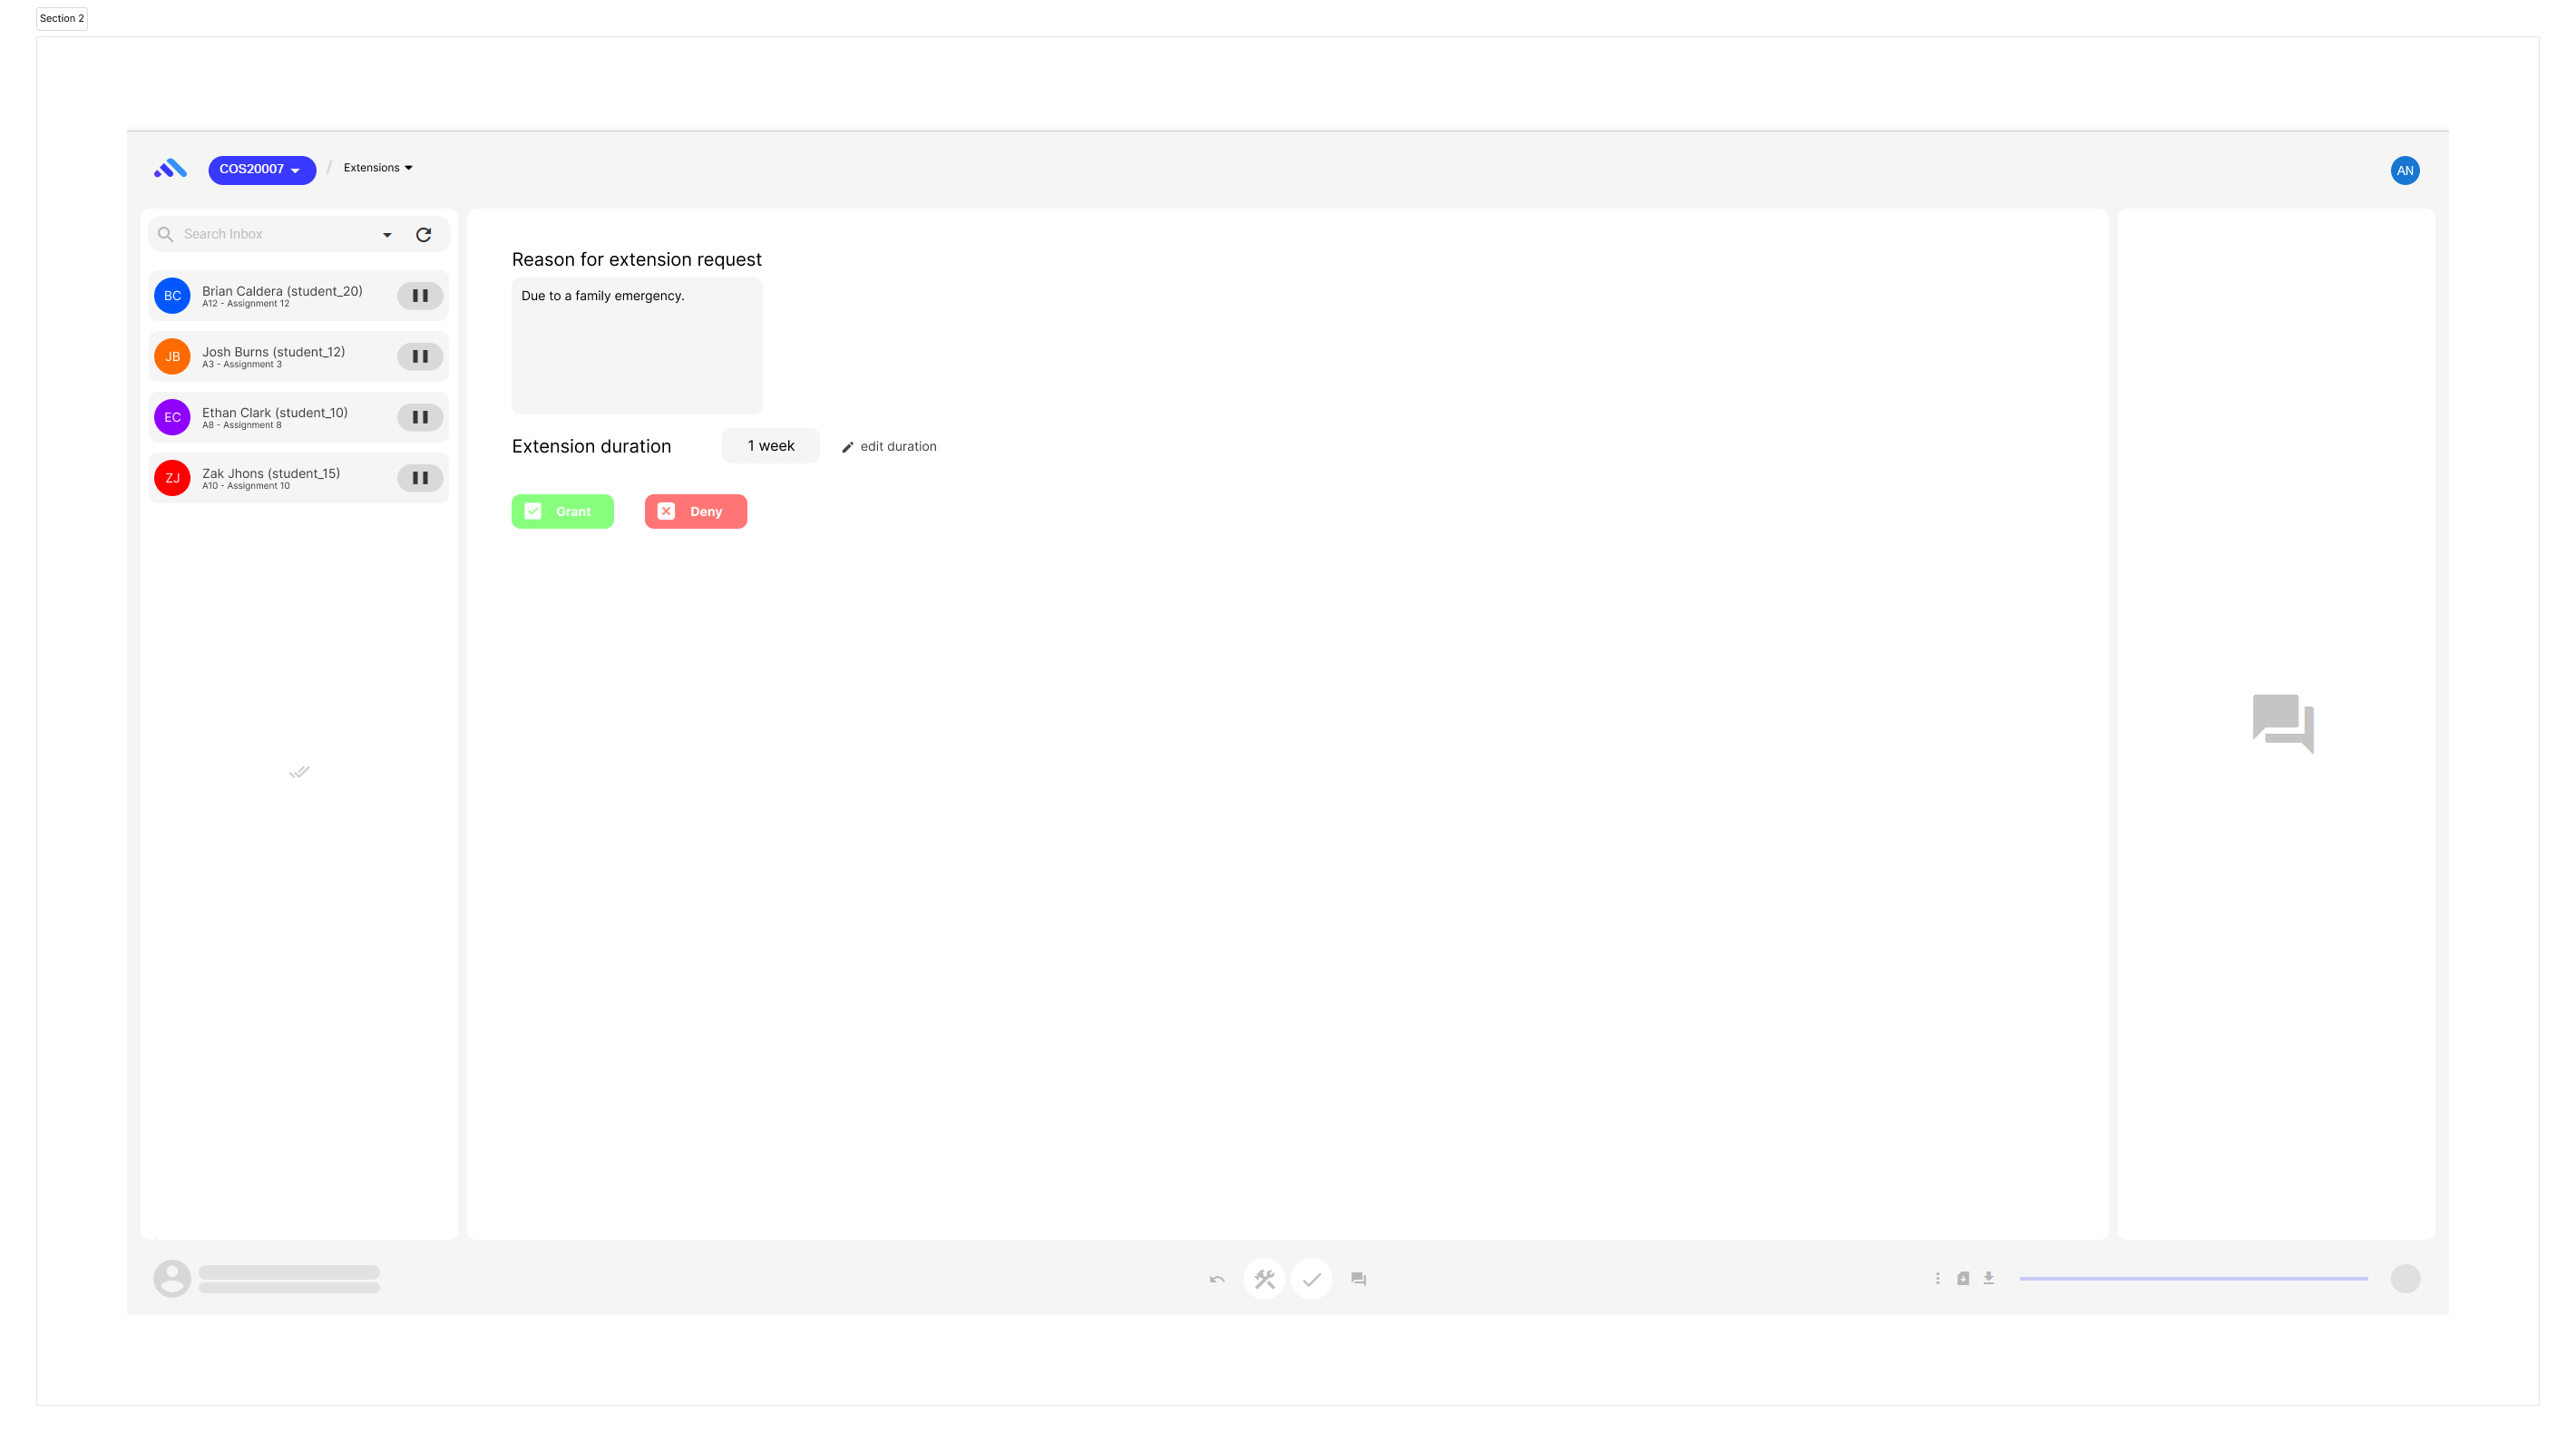 Section 2
COS20007
/
Extensions
AN
Search Inbox
BC
Brian Caldera (student_20)
A12 - Assignment 12
JB
Josh Burns (student_12)
A3 - Assignment 3
EC
Ethan Clark (student_10)
A8 - Assignment 8
ZJ
Zak Jhons (student_15)
A10 - Assignment 10
Reason for extension request
Due to a family emergency.
Extension duration
1 week
edit duration
Grant
Deny